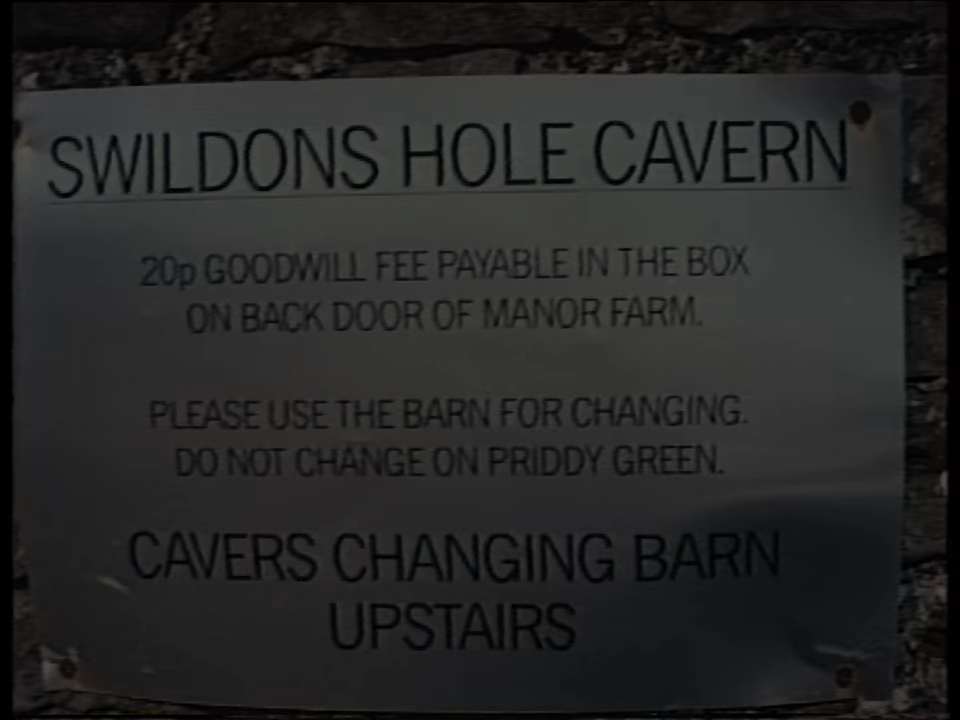 SWILDONS HOLE CAVERN
20p GOODWILL FEE PAYABLE IN THE BOX
ON BACK DOOR OF MANOR FARM.
PLEASE USE THE BARN FOR CHANGING.
DO NOT CHANGE ON PRIDDY GREEN.
CAVERS CHANGING BARN
UPSTAIRS